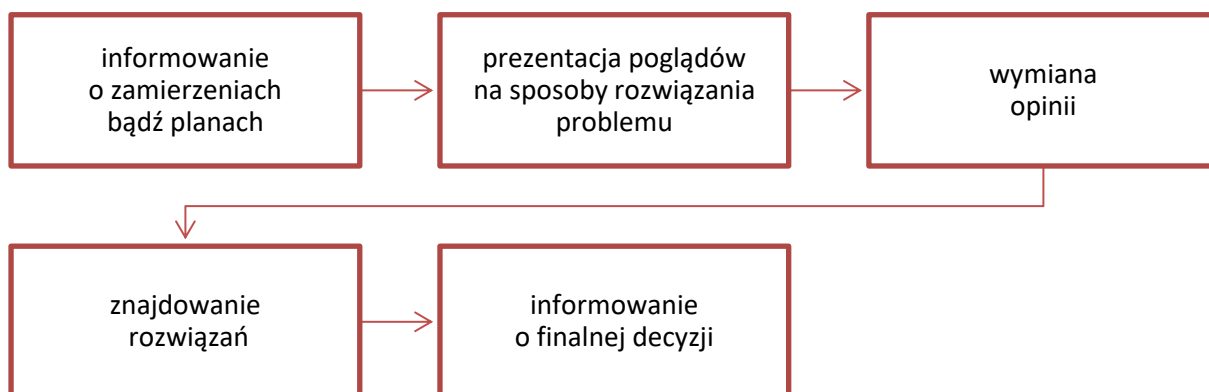 informowanie
o zamierzeniach
bądź planach
prezentacja poglądów
na sposoby rozwiązania
problemu
wymiana
opinii
znajdowanie
rozwiązań
informowanie
o finalnej decyzji